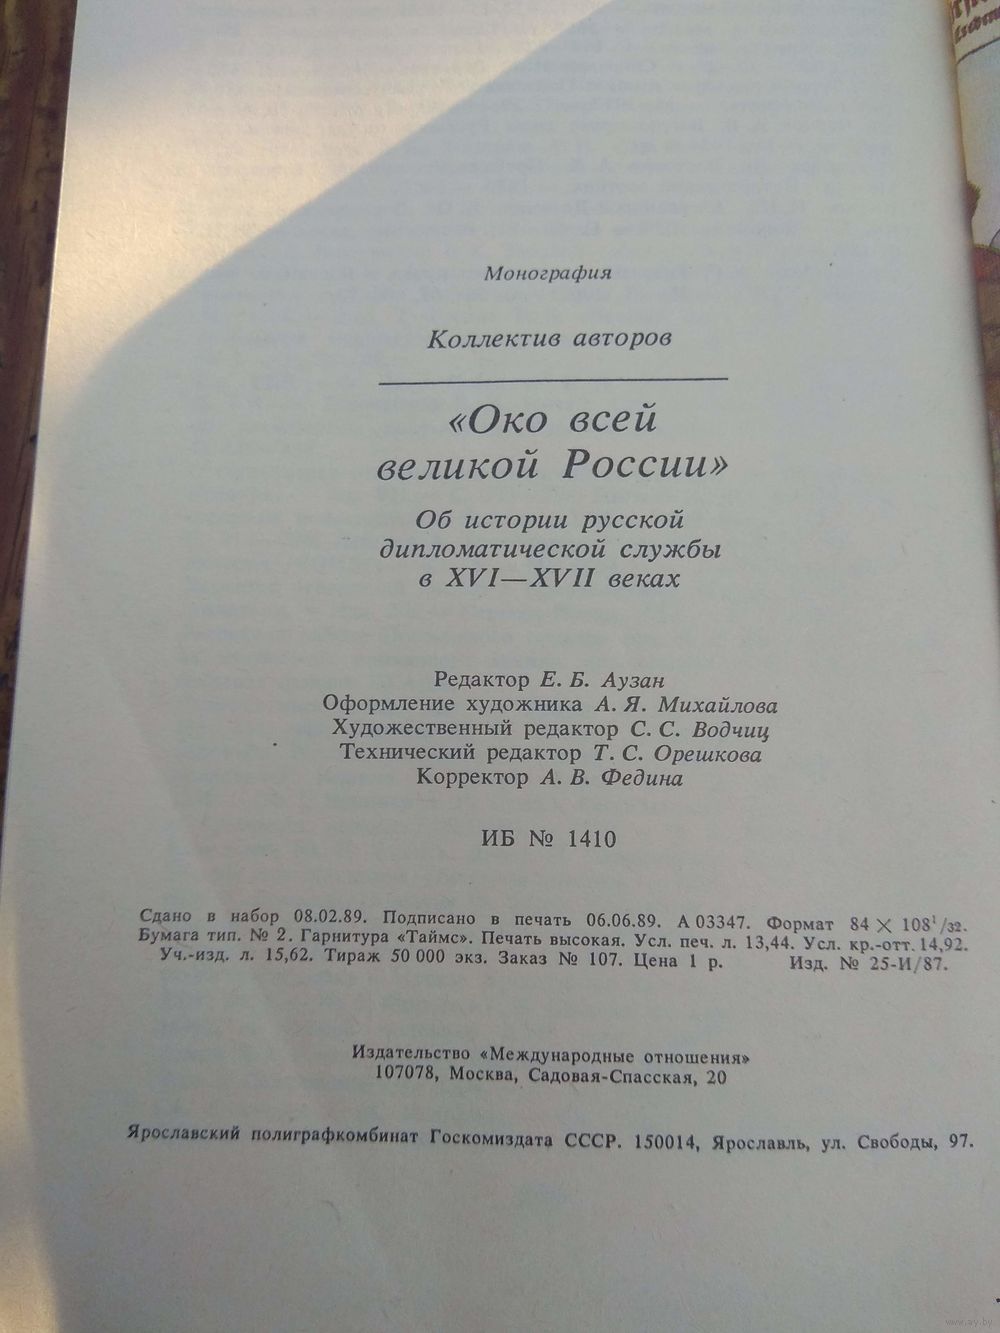 Монография
Коллектив авторов
«Око всей
великой России»
Об истории русской
дипломатической службы
в XVI—XVII веках
Редактор Е. Б. Аузан
Оформление художника А. Я. Михайлова
Художественный редактор С. С. Водчиц
Технический редактор Т. С. Орешкова
Корректор А. В. Федина
ИБ № 1410
Сдано в набор 08.02.89. Подписано в печать 06.06.89. А 03347. Формат 84 × 108¹/₃₂.
Бумага тип. № 2. Гарнитура «Таймс». Печать высокая. Усл. печ. л. 13,44. Усл. кр.-отт. 14,92.
Уч.-изд. л. 15,62. Тираж 50 000 экз. Заказ № 107. Цена 1 р. Изд. № 25-И/87.
Издательство «Международные отношения»
107078, Москва, Садовая-Спасская, 20
Ярославский полиграфкомбинат Госкомиздата СССР. 150014, Ярославль, ул. Свободы, 97.
www.ay.by